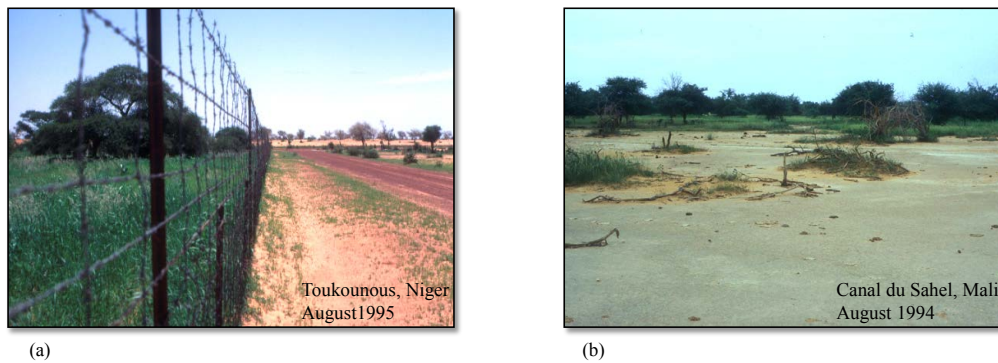 Toukounous, Niger
August1995
Canal du Sahel, Mali
August 1994
(a)
(b)